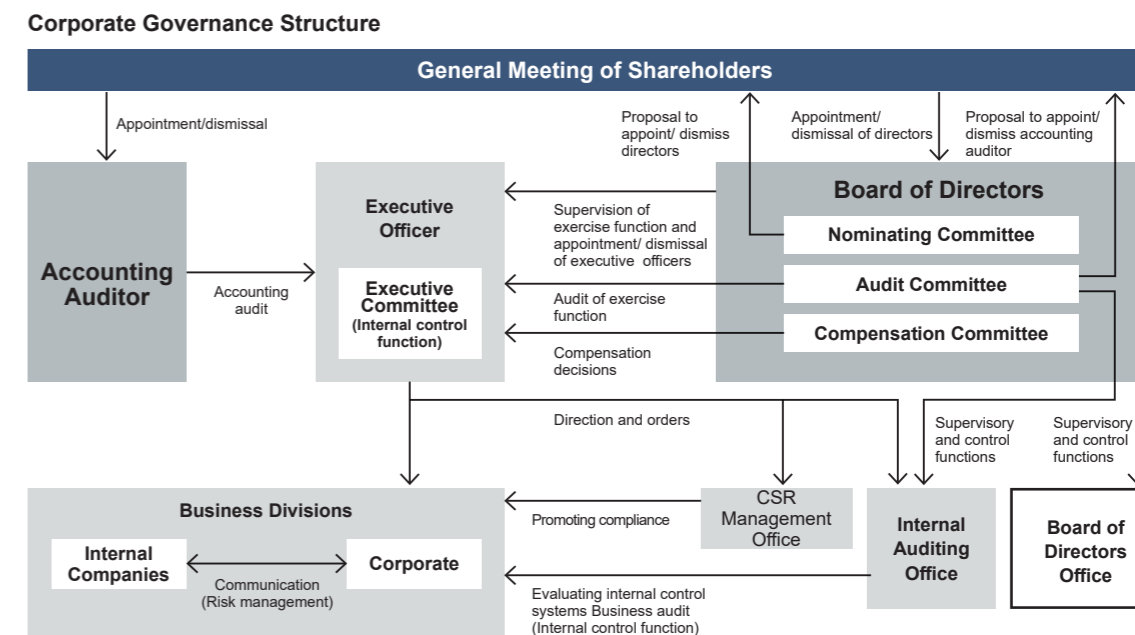 Corporate Governance Structure
General Meeting of Shareholders
Appointment/dismissal
Proposal to
appoint/ dismiss
directors
Appointment/
dismissal of directors
Proposal to appoint/
dismiss accounting
auditor
Accounting
Auditor
Accounting
audit
Executive
Officer
Executive
Committee
(Internal control
function)
Supervision of
exercise function and
appointment/ dismissal
of executive officers
Audit of exercise
function
Compensation
decisions
Board of Directors
Nominating Committee
Audit Committee
Compensation Committee
Direction and orders
Supervisory
and control
functions
Supervisory
and control
functions
Business Divisions
Internal
Companies
Communication
(Risk management)
Corporate
Promoting compliance
CSR
Management
Office
Evaluating internal control
systems Business audit
(Internal control function)
Internal
Auditing
Office
Board of
Directors
Office